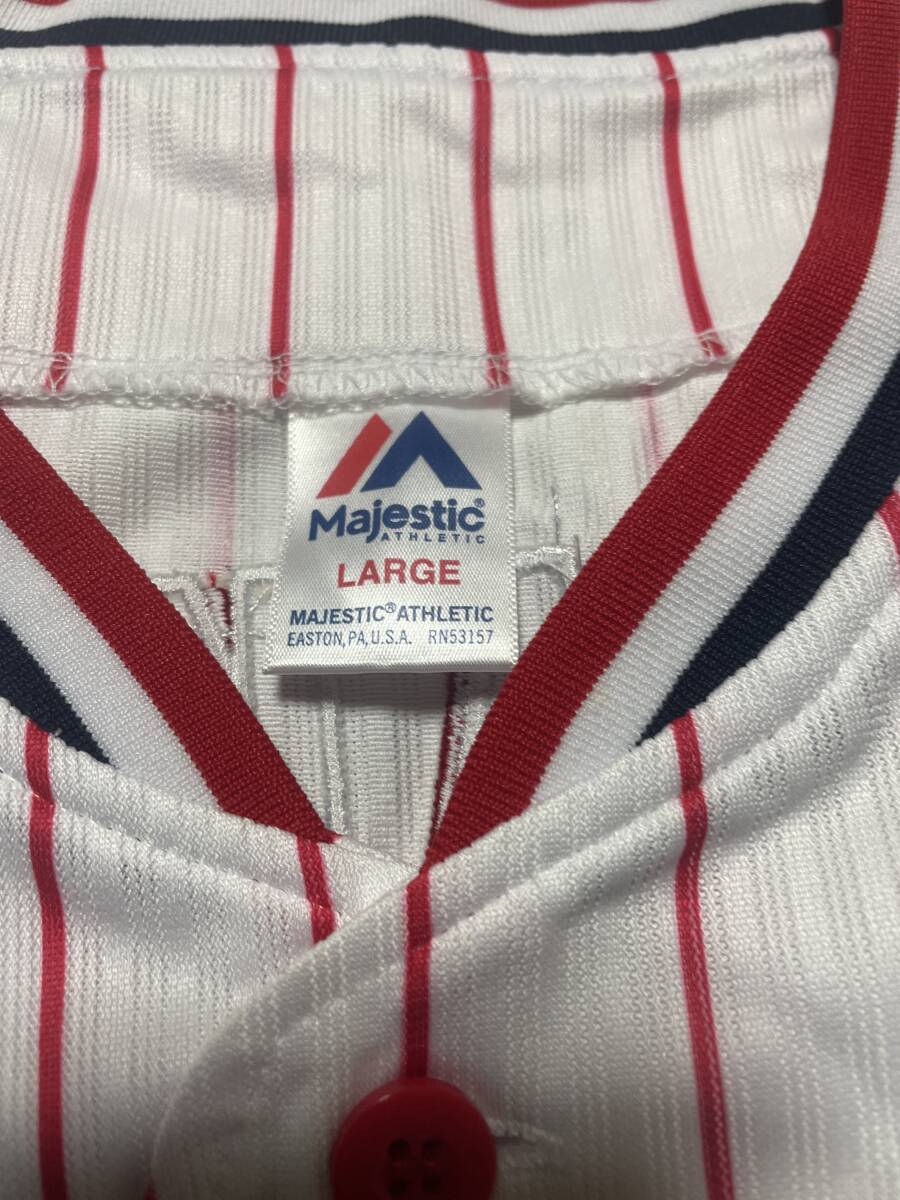 Majestic®
ATHLETIC
LARGE
MAJESTIC® ATHLETIC
EASTON, PA, U.S.A. RN53157